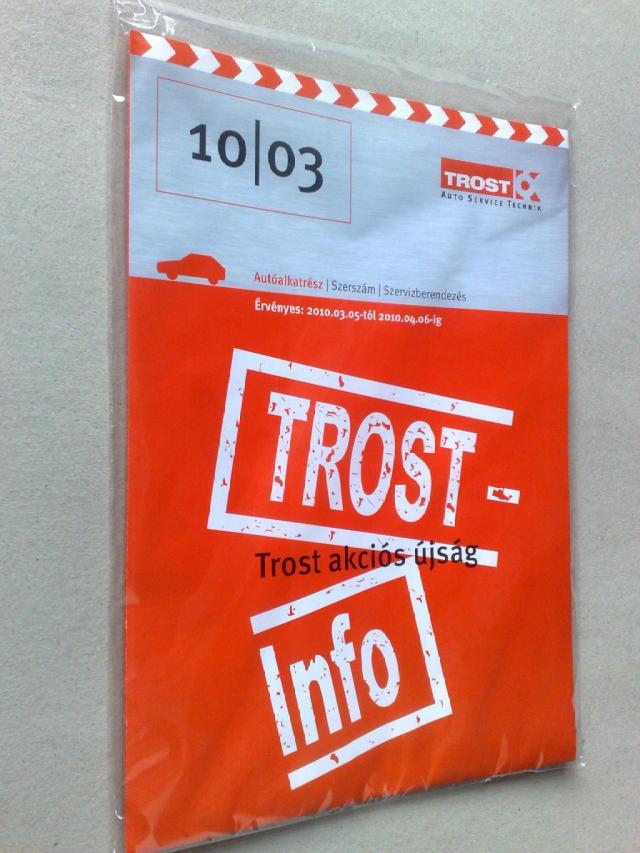 10|03
TROST
AUTO SERVICE TECHNIK
Autóalkatrész | Szerszám | Szervizberendezés
Érvényes: 2010.03.05-tól 2010.04.06-ig
TROST-
Trost akciós újság
Info